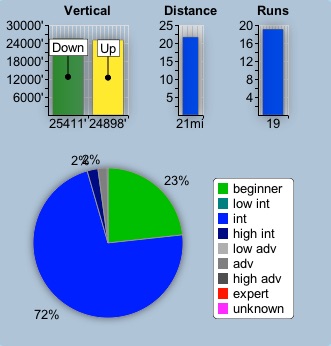 Vertical
30000'
24000'
18000'
12000'
6000'
Down
Up
25411' 24898'
Distance
25
20
15
10
5
21mi
Runs
20
16
12
8
4
19
2%
2%
23%
72%
beginner
low int
int
high int
low adv
adv
high adv
expert
unknown